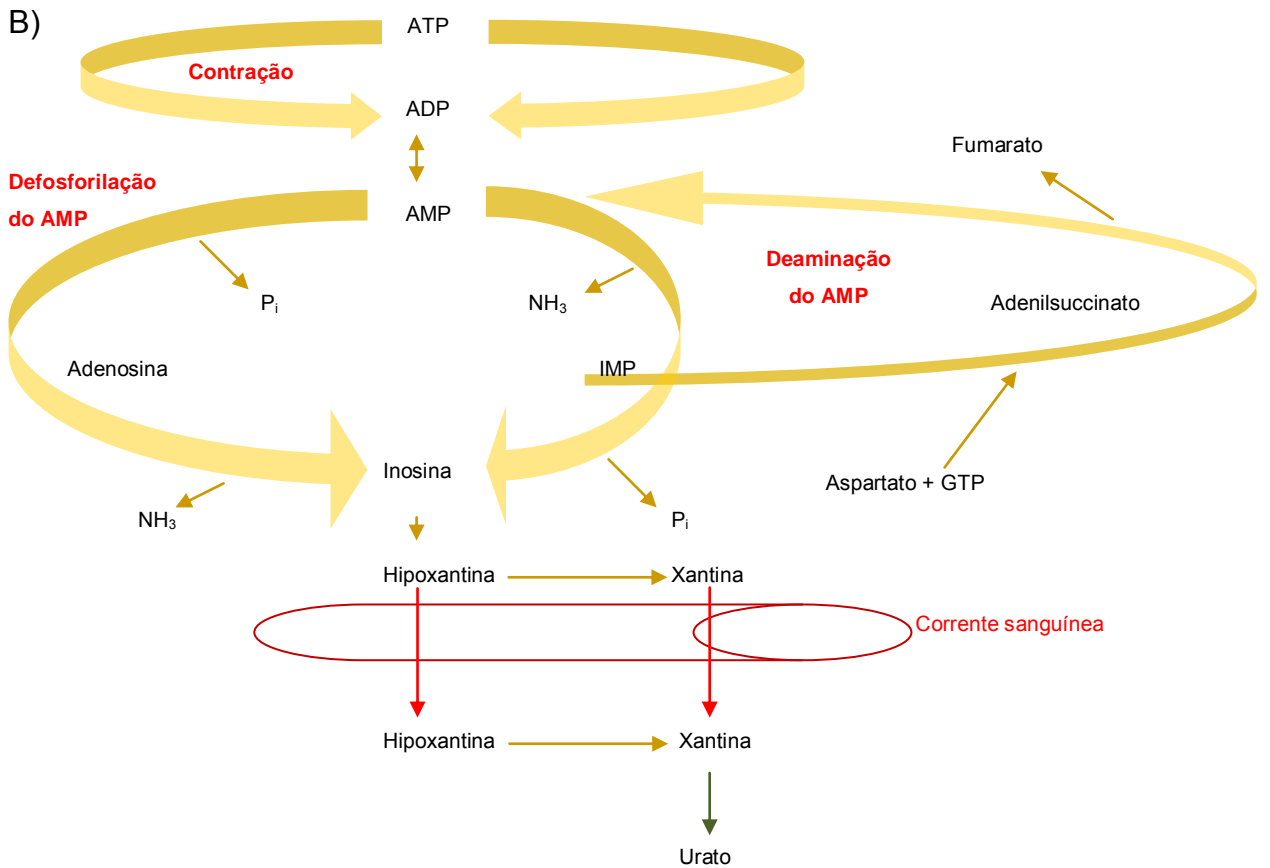 B)
ATP
Contração
ADP
Fumarato
Defosforilação
do AMP
AMP
Deaminação
do AMP
Pi
NH3
Adenilsuccinato
Adenosina
IMP
Inosina
Aspartato + GTP
NH3
Pi
Hipoxantina
Xantina
Corrente sanguínea
Hipoxantina
Xantina
Urato